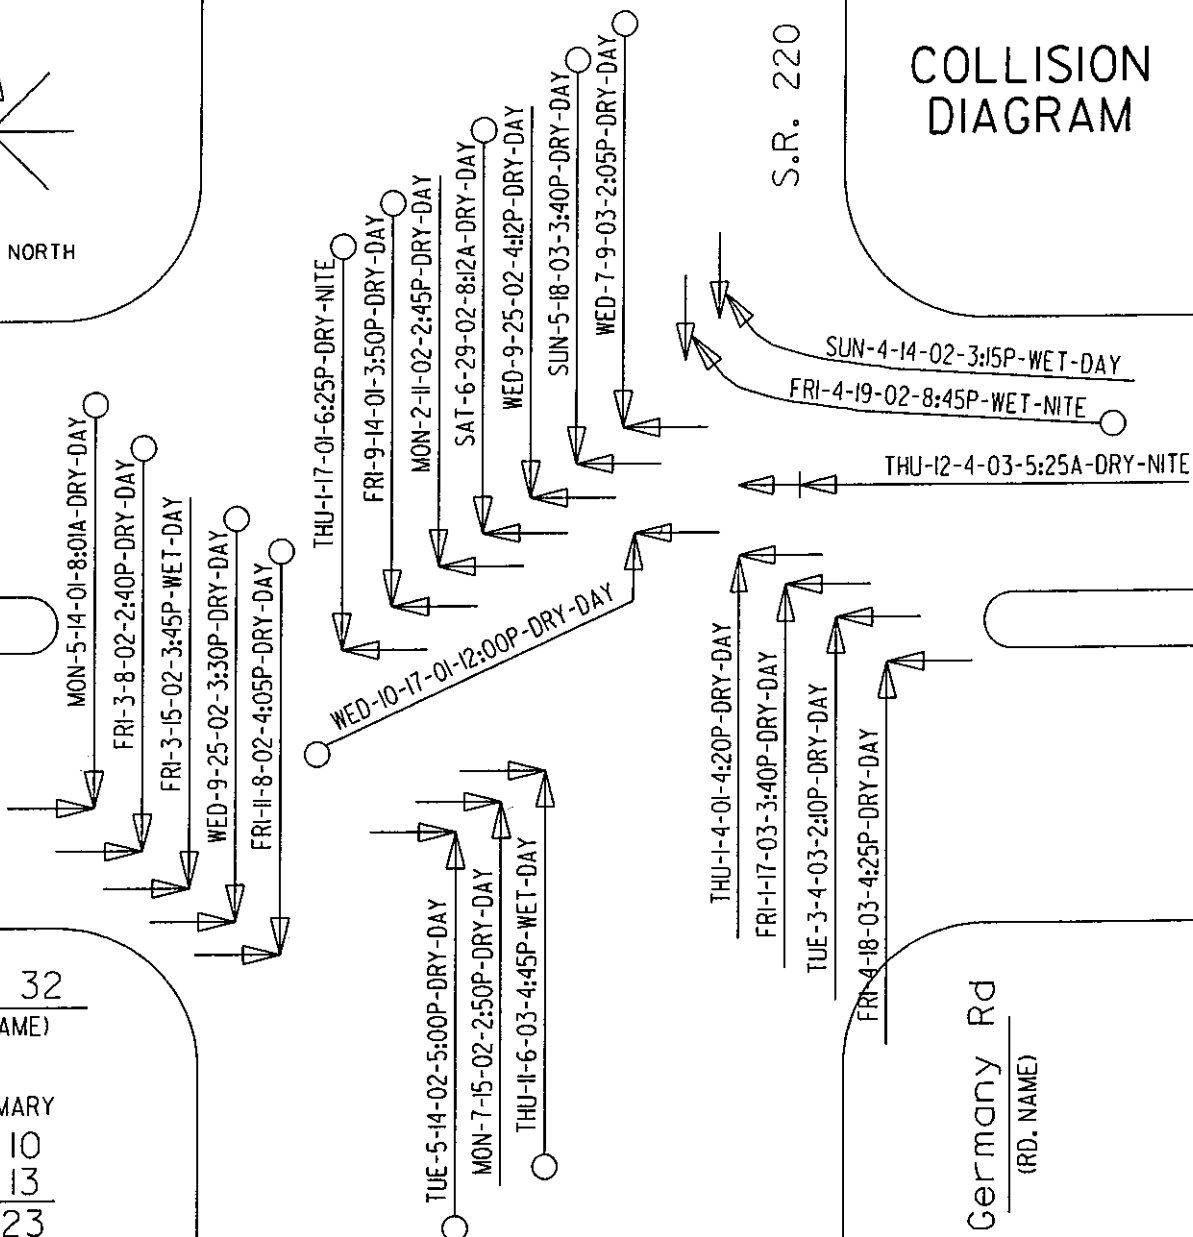 COLLISION
DIAGRAM
S.R. 220
NORTH
THU-1-17-01-6:25P-DRY-NITE
FRI-9-14-01-3:50P-DRY-DAY
MON-2-11-02-2:45P-DRY-DAY
SAT-6-29-02-8:12A-DRY-DAY
WED-9-25-02-4:12P-DRY-DAY
SUN-5-18-03-3:40P-DRY-DAY
WED-7-9-03-2:05P-DRY-DAY
SUN-4-14-02-3:15P-WET-DAY
FRI-4-19-02-8:45P-WET-NITE
THU-12-4-03-5:25A-DRY-NITE
MON-5-14-01-8:01A-DRY-DAY
FRI-3-8-02-2:40P-DRY-DAY
FRI-3-15-02-3:45P-WET-DAY
WED-9-25-02-3:30P-DRY-DAY
FRI-11-8-02-4:05P-DRY-DAY
WED-10-17-01-12:00P-DRY-DAY
THU-1-4-01-4:20P-DRY-DAY
FRI-1-17-03-3:40P-DRY-DAY
TUE-3-4-03-2:10P-DRY-DAY
FRI-4-18-03-4:25P-DRY-DAY
TUE-5-14-02-5:00P-DRY-DAY
MON-7-15-02-2:50P-DRY-DAY
THU-11-6-03-4:45P-WET-DAY
32
AME)
MARY
10
13
23
Germany Rd
(RD. NAME)